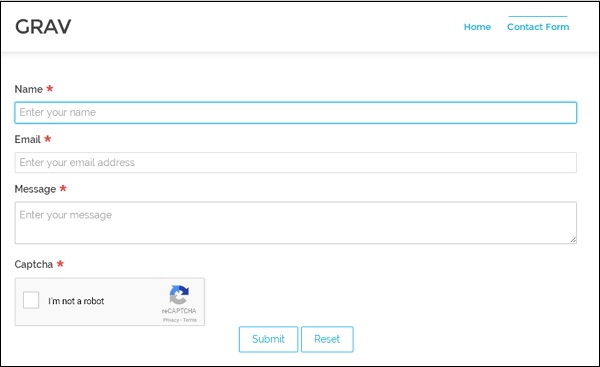 GRAV
Home Contact Form
Name *
Enter your name
Email *
Enter your email address
Message *
Enter your message
Captcha *
I'm not a robot
reCAPTCHA
Privacy - Terms
Submit Reset